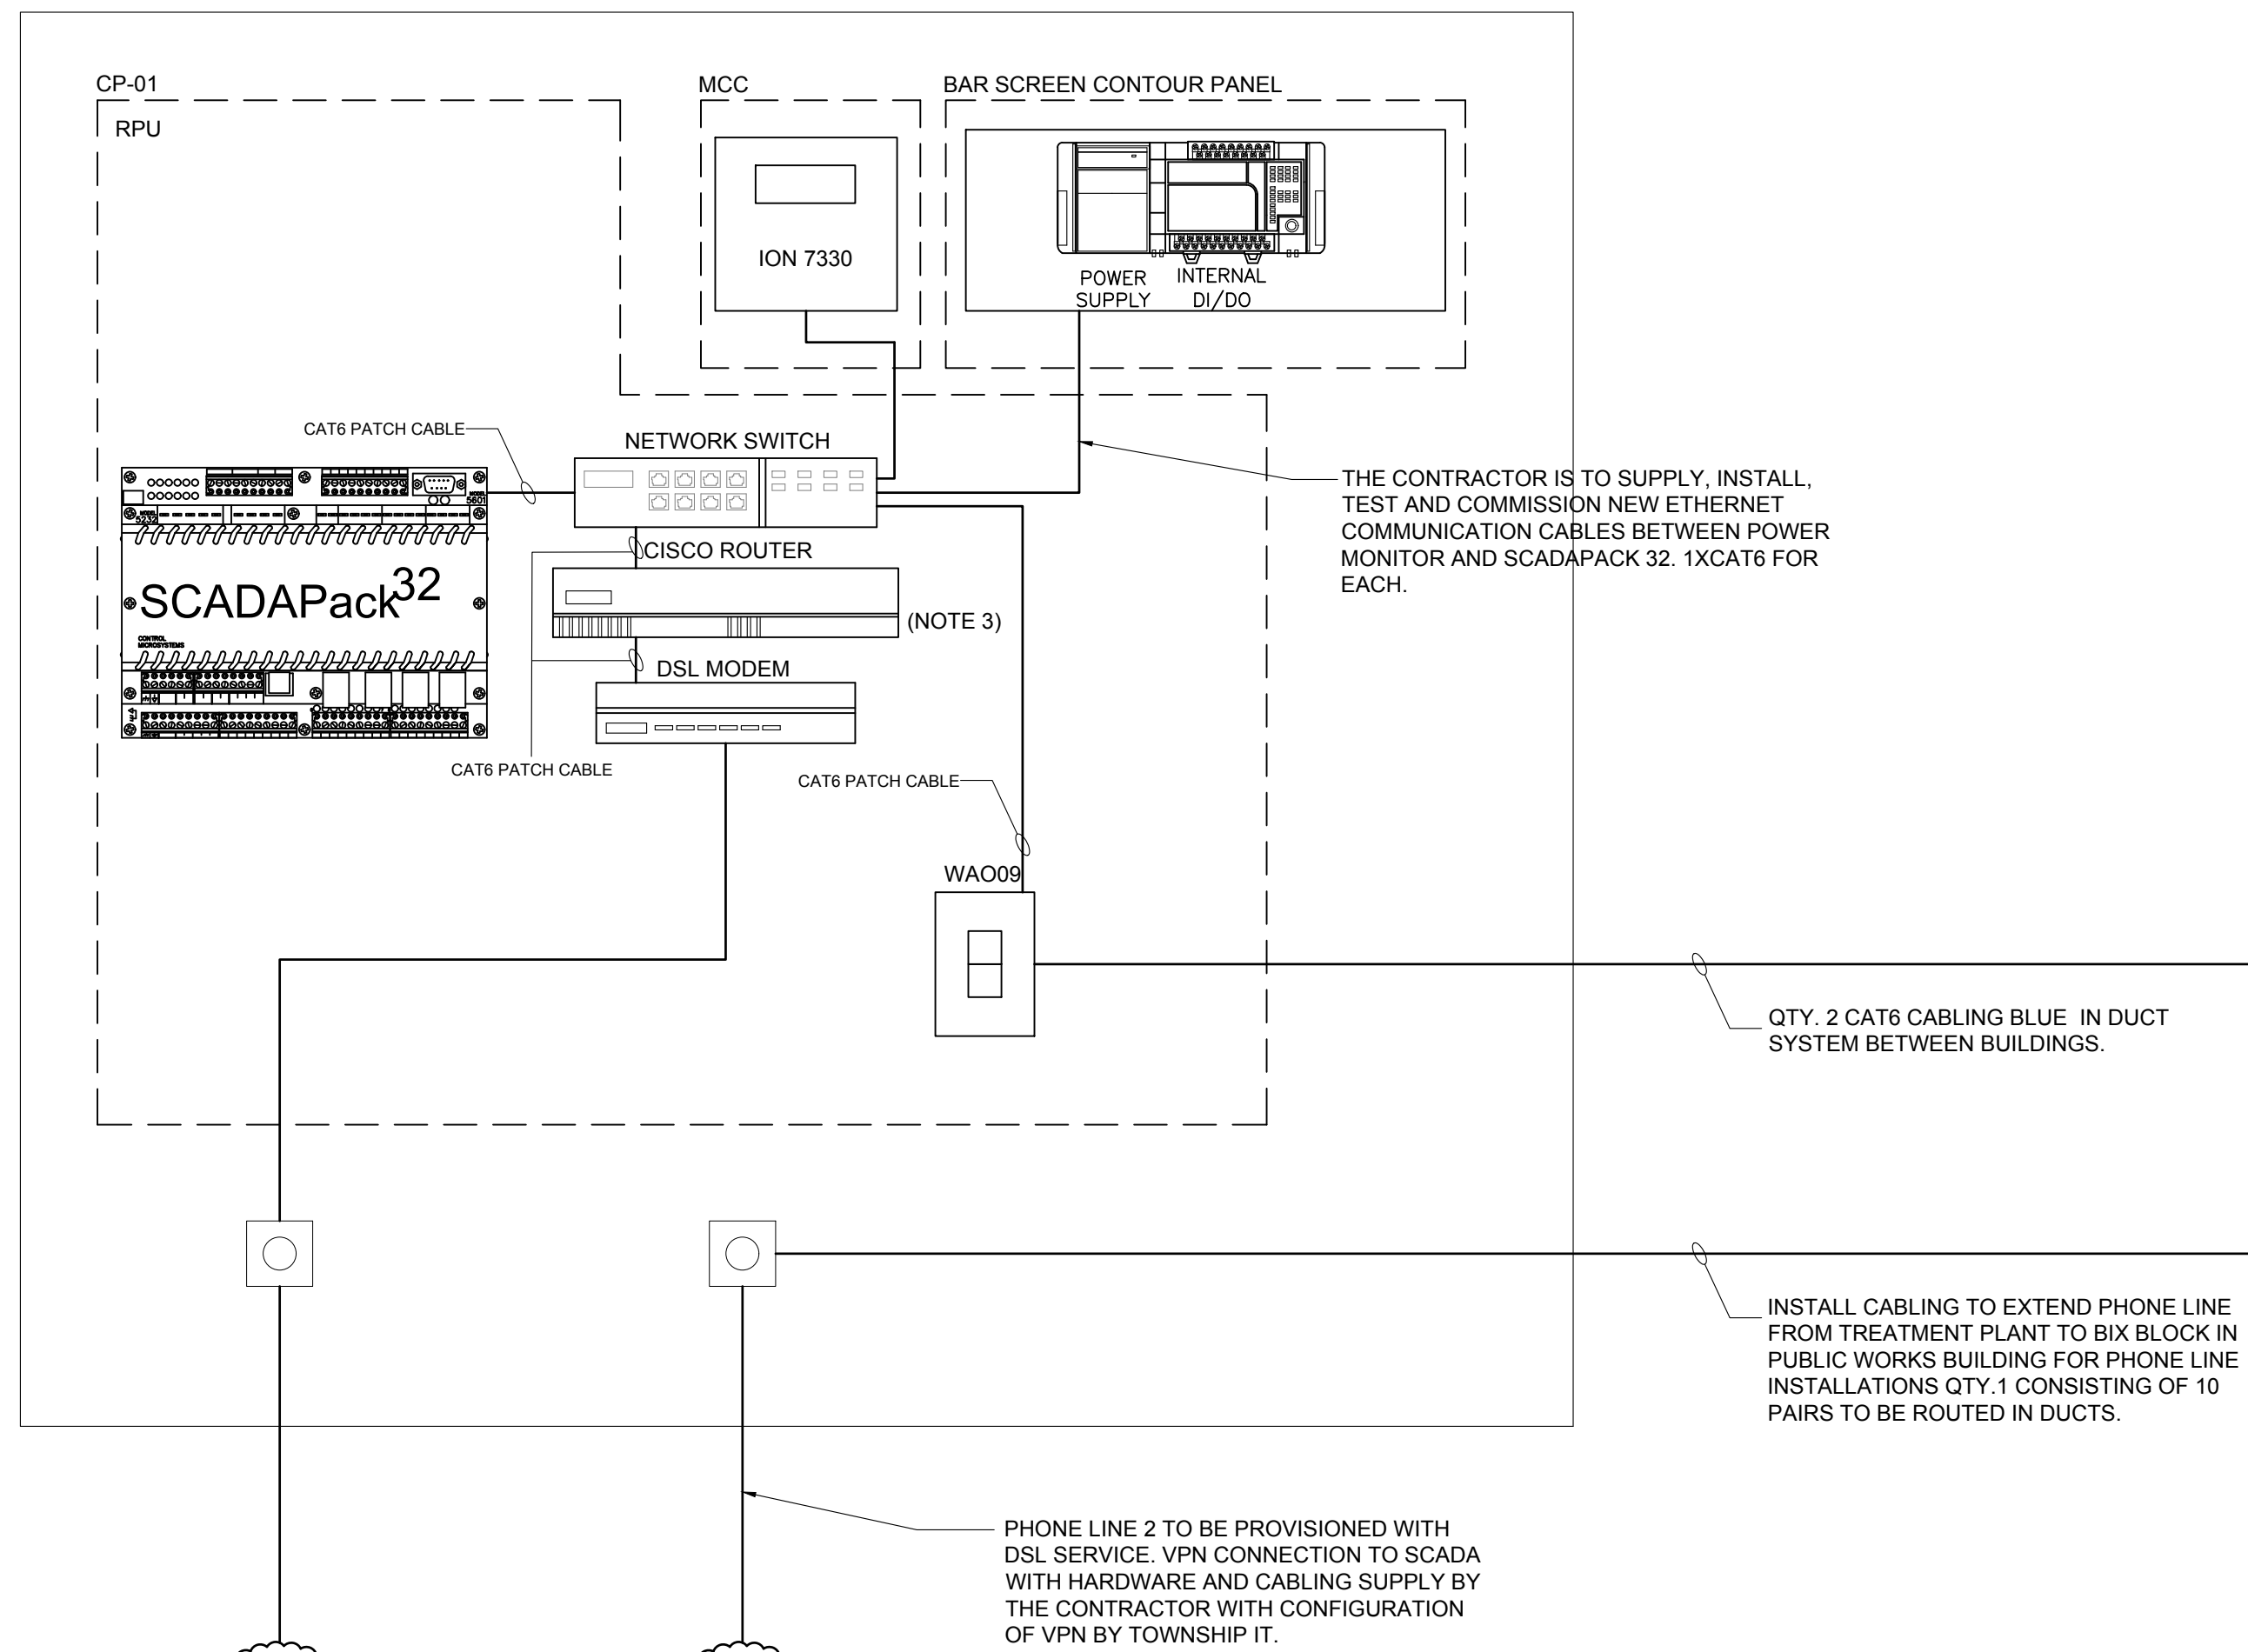 CP-01
RPU
MCC
BAR SCREEN CONTOUR PANEL
ION 7330
POWER
SUPPLY
INTERNAL
DI/DO
CAT6 PATCH CABLE
NETWORK SWITCH
THE CONTRACTOR IS TO SUPPLY, INSTALL,
TEST AND COMMISSION NEW ETHERNET
COMMUNICATION CABLES BETWEEN POWER
MONITOR AND SCADAPACK 32. 1XCAT6 FOR
EACH.
MODEL
5601
MODEL
5232
SCADAPack32
CONTROL
MICROSYSTEMS
CISCO ROUTER
(NOTE 3)
DSL MODEM
CAT6 PATCH CABLE
CAT6 PATCH CABLE
WAO09
QTY. 2 CAT6 CABLING BLUE IN DUCT
SYSTEM BETWEEN BUILDINGS.
INSTALL CABLING TO EXTEND PHONE LINE
FROM TREATMENT PLANT TO BIX BLOCK IN
PUBLIC WORKS BUILDING FOR PHONE LINE
INSTALLATIONS QTY.1 CONSISTING OF 10
PAIRS TO BE ROUTED IN DUCTS.
PHONE LINE 2 TO BE PROVISIONED WITH
DSL SERVICE. VPN CONNECTION TO SCADA
WITH HARDWARE AND CABLING SUPPLY BY
THE CONTRACTOR WITH CONFIGURATION
OF VPN BY TOWNSHIP IT.